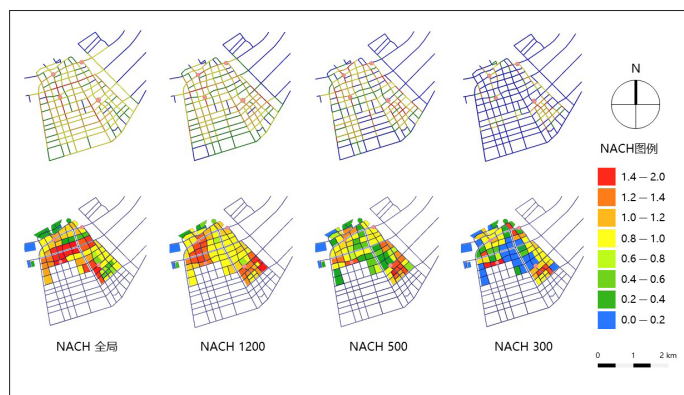 N
NACH图例
1.4 — 2.0
1.2 — 1.4
1.0 — 1.2
0.8 — 1.0
0.6 — 0.8
0.4 — 0.6
0.2 — 0.4
0.0 — 0.2
NACH 全局
NACH 1200
NACH 500
NACH 300
0 1 2 km